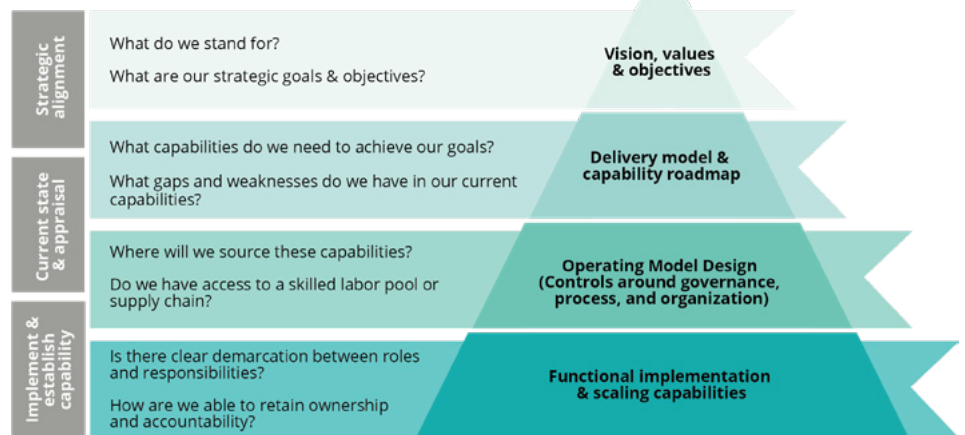 Strategic
alignment
What do we stand for?
What are our strategic goals & objectives?
Vision, values
& objectives
What capabilities do we need to achieve our goals?
What gaps and weaknesses do we have in our current
capabilities?
Delivery model &
capability roadmap
Current state
& appraisal
Where will we source these capabilities?
Do we have access to a skilled labor pool or
supply chain?
Operating Model Design
(Controls around governance,
process, and organization)
Implement &
establish
capability
Is there clear demarcation between roles
and responsibilities?
How are we able to retain ownership
and accountability?
Functional implementation
& scaling capabilities